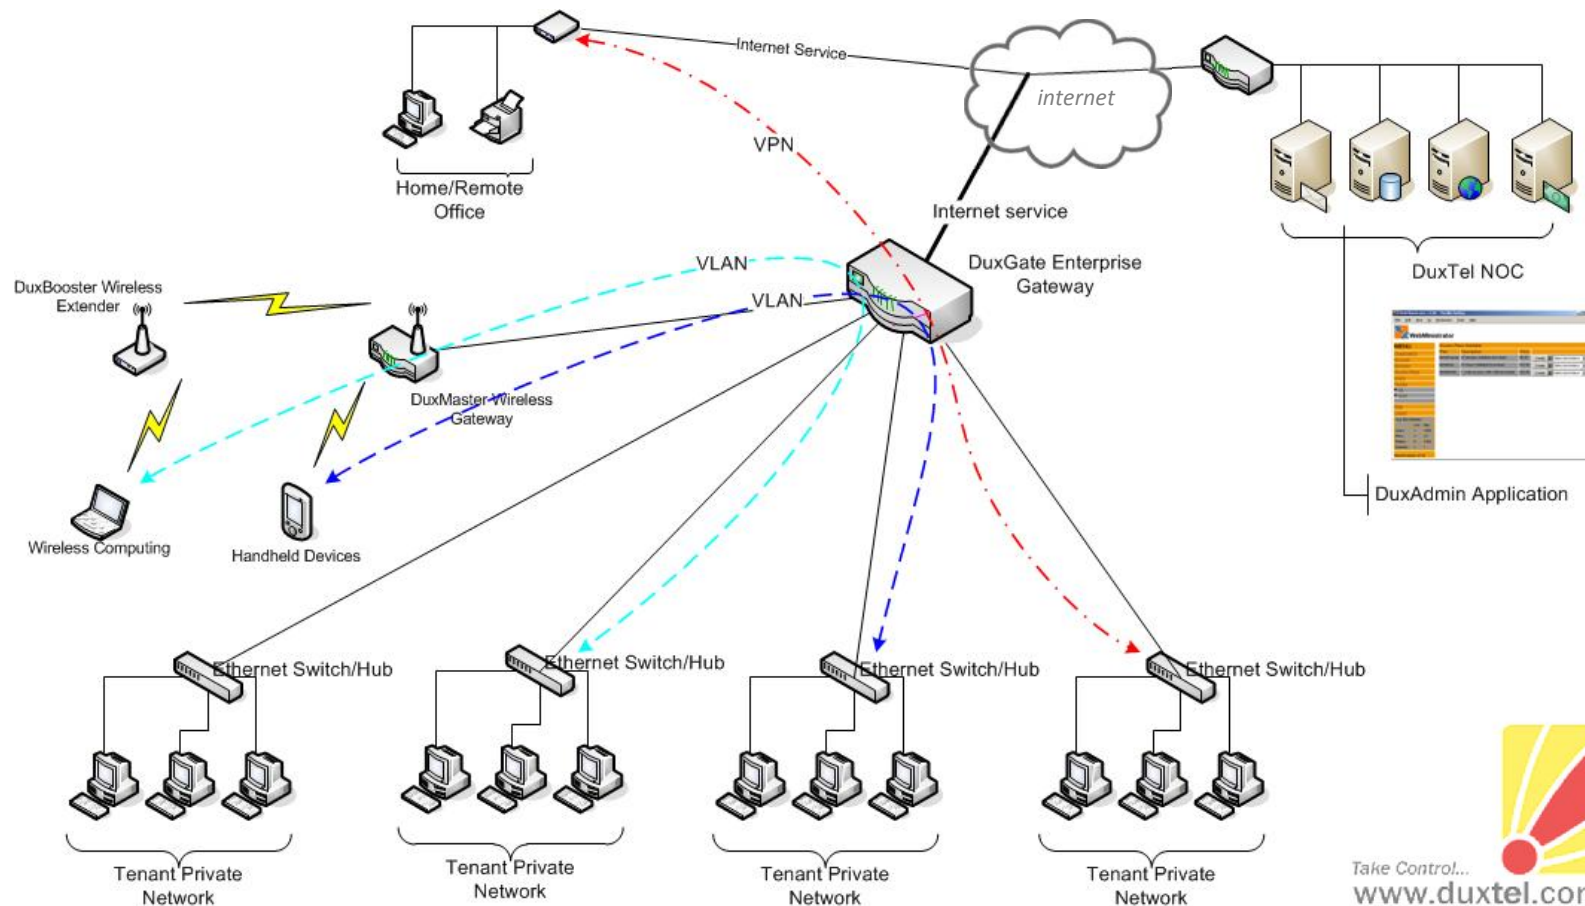 Internet Service
internet
VPN
Home/Remote
Office
Internet service
VLAN
DuxGate Enterprise
Gateway
DuxTel NOC
DuxBooster Wireless
Extender
VLAN
DuxMaster Wireless
Gateway
DuxAdmin Application
Wireless Computing
Handheld Devices
Ethernet Switch/Hub
Ethernet Switch/Hub
Ethernet Switch/Hub
Ethernet Switch/Hub
Tenant Private
Network
Tenant Private
Network
Tenant Private
Network
Tenant Private
Network
Take Control...
www.duxtel.com